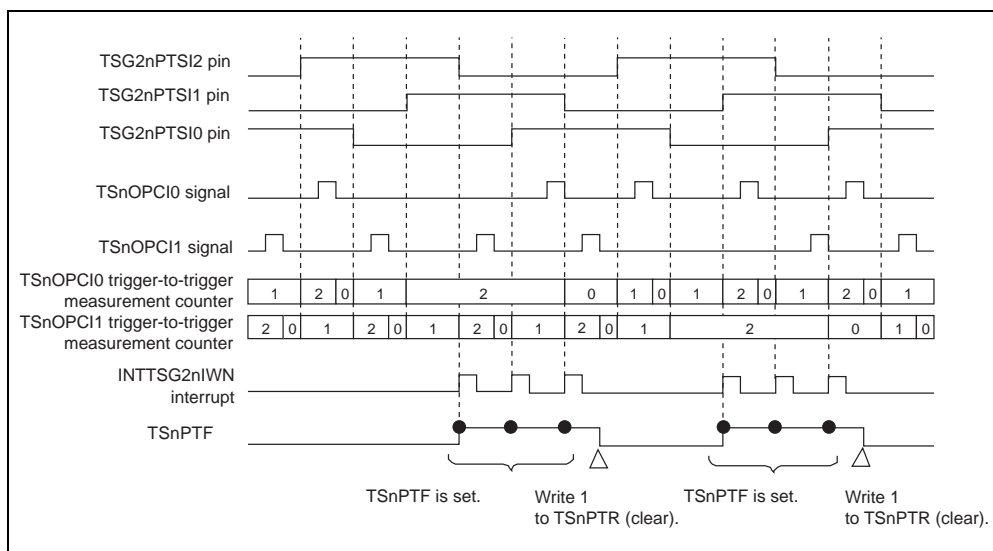 TSG2nPTSI2 pin
TSG2nPTSI1 pin
TSG2nPTSI0 pin
TSnOPCI0 signal
TSnOPCI1 signal
TSnOPCI0 trigger-to-trigger
measurement counter
1 2 0 1 2 0 1 0 1 2 0 1 2 0 1
TSnOPCI1 trigger-to-trigger
measurement counter
2 0 1 2 0 1 2 0 1 2 0 1 2 0 1 0
INTTSG2nIWN
interrupt
TSnPTF
TSnPTF is set.
Write 1
to TSnPTR (clear).
TSnPTF is set.
Write 1
to TSnPTR (clear).